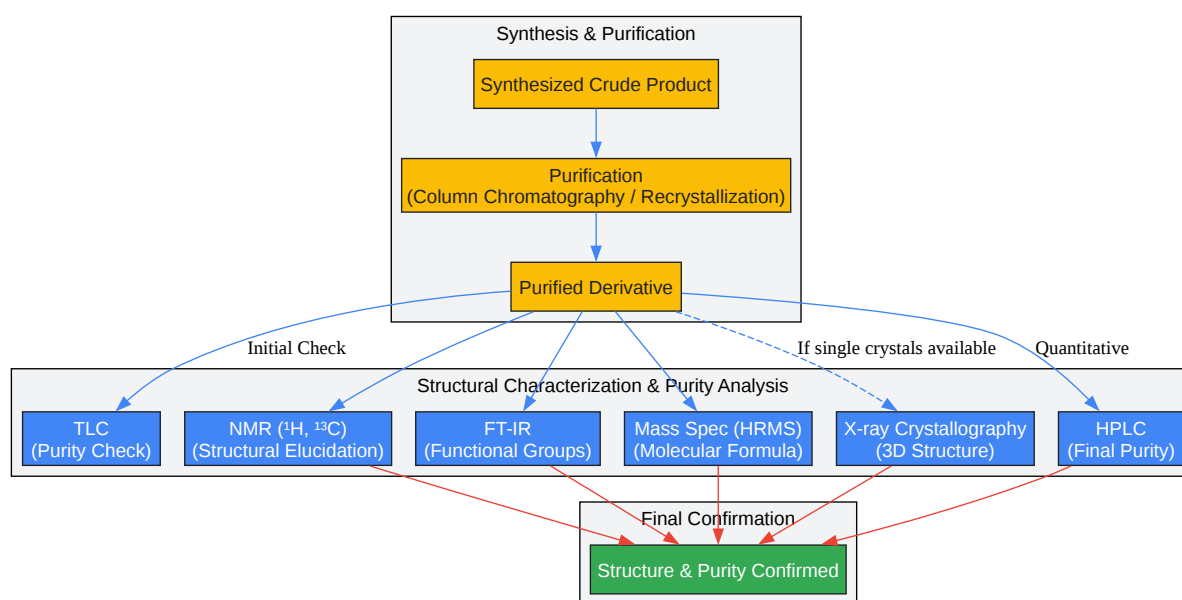 Synthesis & Purification
Synthesized Crude Product
Purification
(Column Chromatography / Recrystallization)
Purified Derivative
Initial Check
If single crystals available
Quantitative
Structural Characterization & Purity Analysis
TLC
(Purity Check)
NMR (¹H, ¹³C)
(Structural Elucidation)
FT-IR
(Functional Groups)
Mass Spec (HRMS)
(Molecular Formula)
X-ray Crystallography
(3D Structure)
HPLC
(Final Purity)
Final Confirmation
Structure & Purity Confirmed